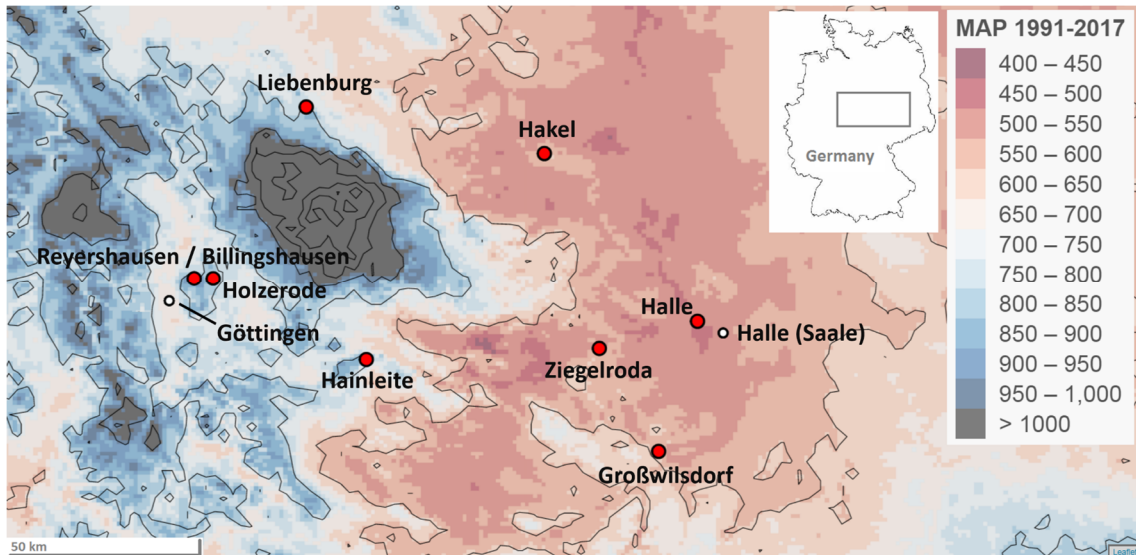 MAP 1991-2017
400 – 450
450 – 500
500 – 550
550 – 600
600 – 650
650 – 700
700 – 750
750 – 800
800 – 850
850 – 900
900 – 950
950 – 1,000
> 1000
Germany
Liebenburg
Hakel
Reyershausen / Billingshausen
Holzerode
Göttingen
Halle
Halle (Saale)
Ziegelroda
Hainleite
Großwilsdorf
50 km
Leaflet